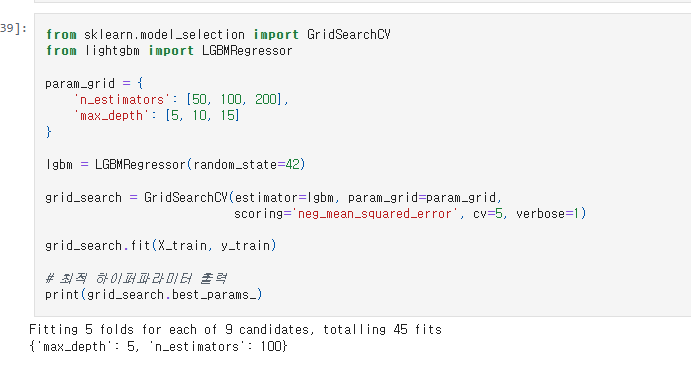 39]:
from sklearn.model_selection import GridSearchCV
from lightgbm import LGBMRegressor
param_grid = {
    'n_estimators': [50, 100, 200],
    'max_depth': [5, 10, 15]
}
lgbm = LGBMRegressor(random_state=42)
grid_search = GridSearchCV(estimator=lgbm, param_grid=param_grid,
                           scoring='neg_mean_squared_error', cv=5, verbose=1)
grid_search.fit(X_train, y_train)
# 최적 하이퍼파라미터 출력
print(grid_search.best_params_)
Fitting 5 folds for each of 9 candidates, totalling 45 fits
{'max_depth': 5, 'n_estimators': 100}